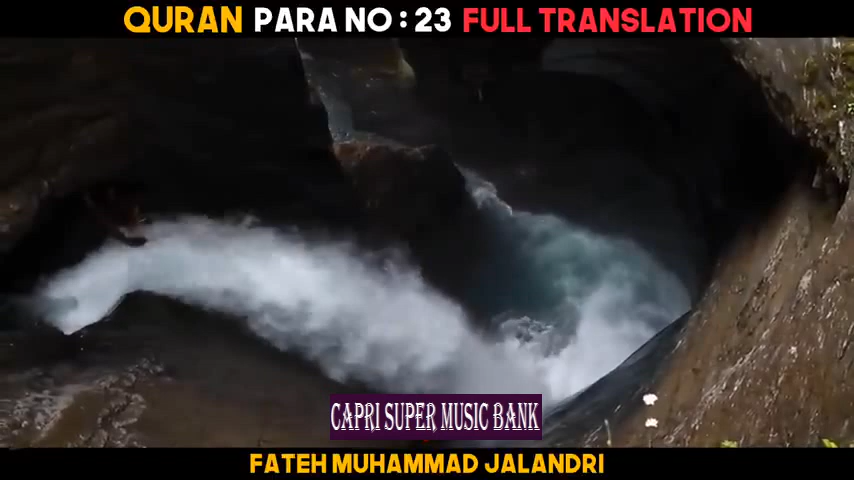 QURAN PARA NO : 23 FULL TRANSLATION
CAPRI SUPER MUSIC BANK
FATEH MUHAMMAD JALANDRI